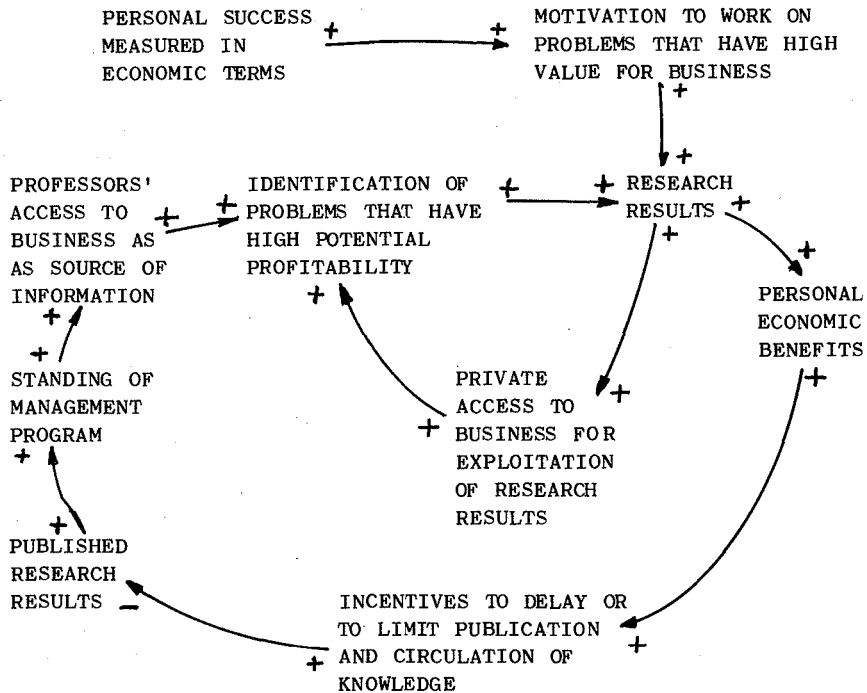 PERSONAL SUCCESS
MEASURED IN
ECONOMIC TERMS
+
+
MOTIVATION TO WORK ON
PROBLEMS THAT HAVE HIGH
VALUE FOR BUSINESS
+
+
PROFESSORS'
ACCESS TO
BUSINESS AS
AS SOURCE OF
INFORMATION
+
+
+
IDENTIFICATION OF
PROBLEMS THAT HAVE
HIGH POTENTIAL
PROFITABILITY
+
+
+
RESEARCH
RESULTS
+
+
+
PERSONAL
ECONOMIC
BENEFITS
+
+
STANDING OF
MANAGEMENT
PROGRAM
+
PRIVATE
ACCESS TO
BUSINESS FOR
EXPLOITATION
OF RESEARCH
RESULTS
+
+
+
PUBLISHED
RESEARCH
RESULTS −
INCENTIVES TO DELAY OR
TO LIMIT PUBLICATION
AND CIRCULATION OF
KNOWLEDGE
+
+